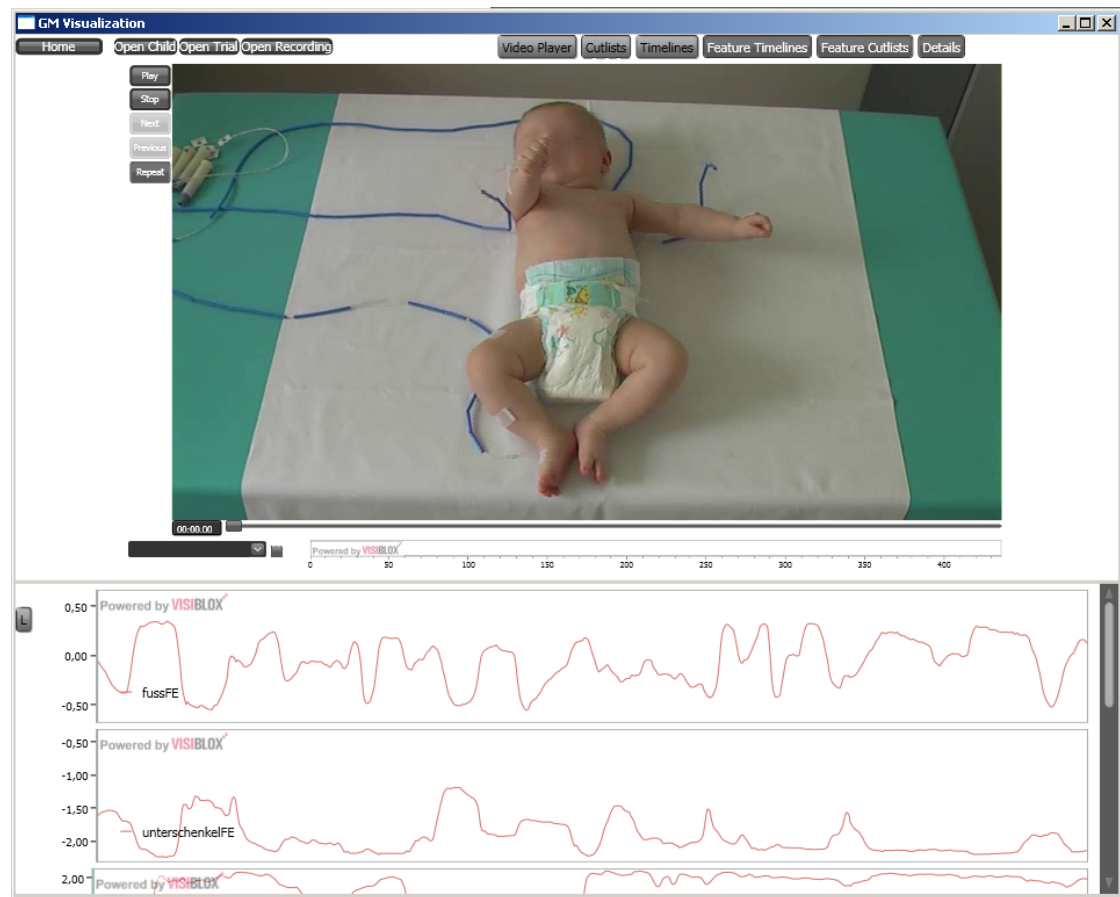 GM Visualization
Home Open Child Open Trial Open Recording Video Player Cutlists Timelines Feature Timelines Feature Cutlists Details
Play
Stop
Next
Previous
Repeat
00:00.00
Powered by VISIBLOX
0 50 100 150 200 250 300 350 400
L
0,50
Powered by VISIBLOX
0,00
fussFE
-0,50
-0,50
Powered by VISIBLOX
-1,00
-1,50
unterschenkelFE
-2,00
2,00
Powered by VISIBLOX